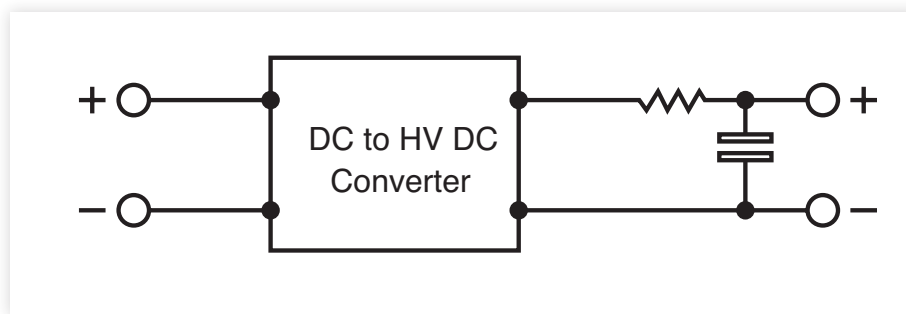 + +
DC to HV DC
Converter
− −